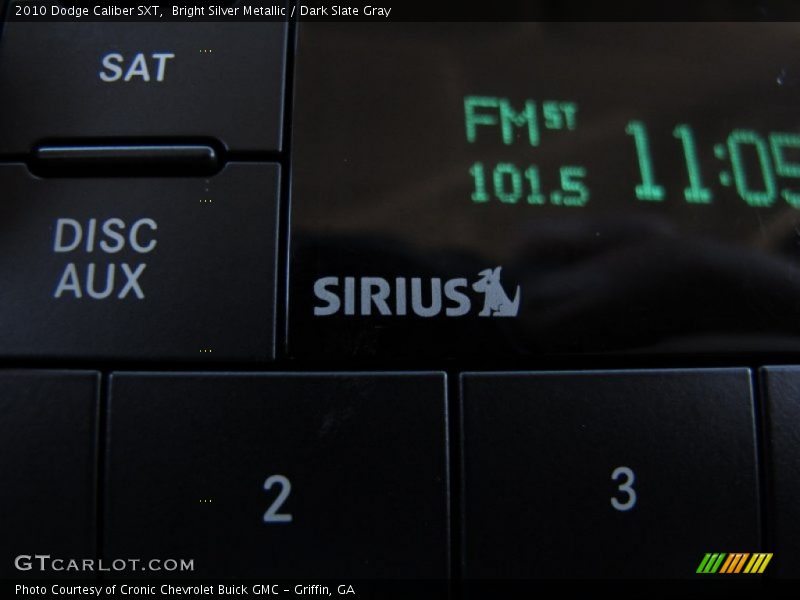 2010 Dodge Caliber SXT,  Bright Silver Metallic / Dark Slate Gray
SAT
FM ST
101.5 11:05
DISC
AUX
SIRIUS
2
3
GTCARLOT.COM
Photo Courtesy of Cronic Chevrolet Buick GMC - Griffin, GA